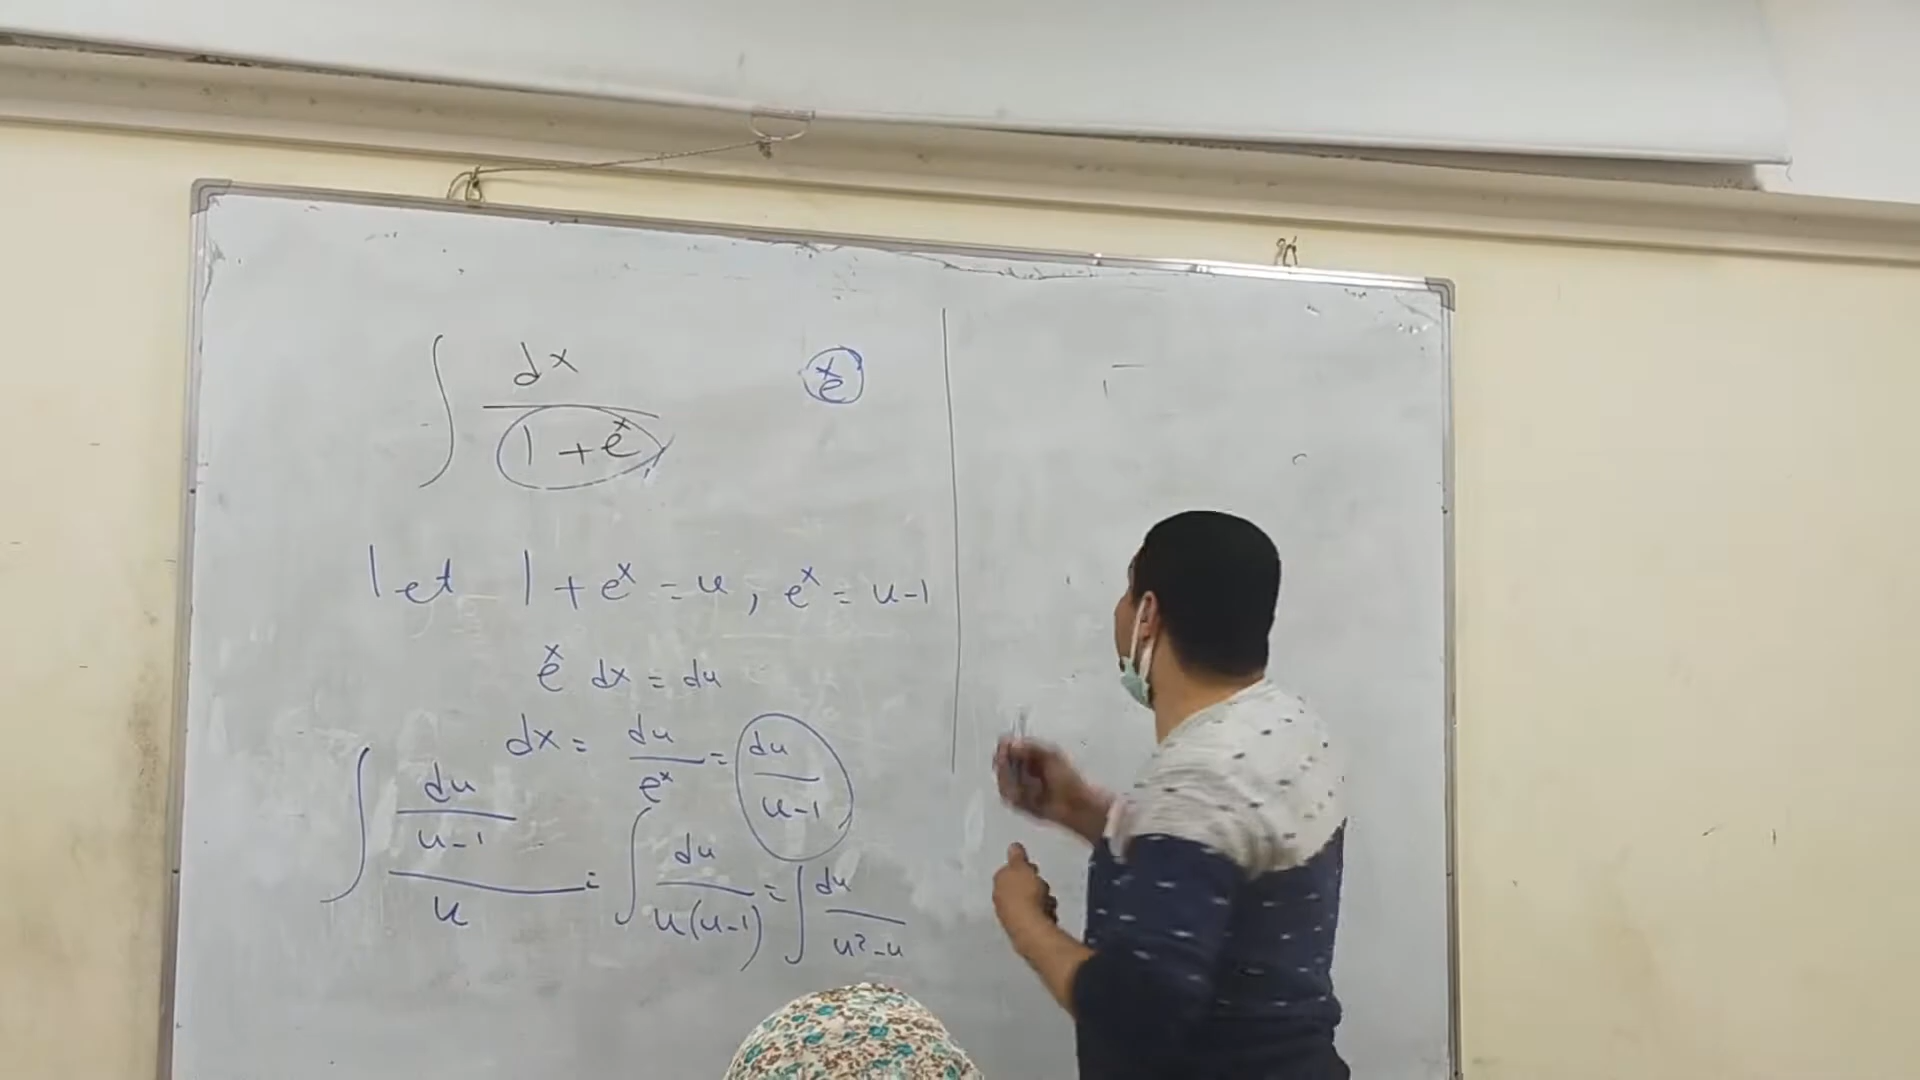 ∫ dx / (1 + eˣ)
eˣ
let 1 + eˣ = u, eˣ = u-1
eˣ dx = du
dx = du/eˣ = du/(u-1)
∫ (du/(u-1))/u = ∫ du/(u(u-1)) = ∫ du/(u²-u)